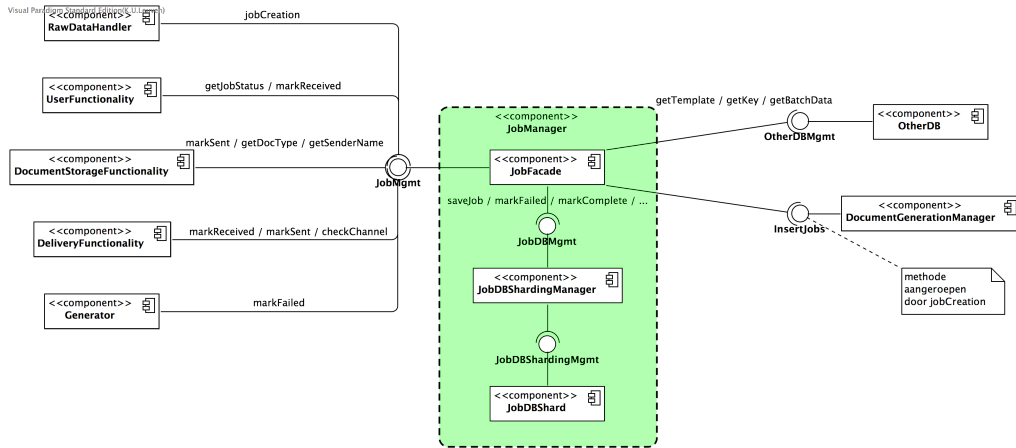 Visual Paradigm Standard Edition(K.U.Leuven)
<<component>>
RawDataHandler
jobCreation
<<component>>
UserFunctionality
getJobStatus / markReceived
<<component>>
DocumentStorageFunctionality
markSent / getDocType / getSenderName
JobMgmt
<<component>>
DeliveryFunctionality
markReceived / markSent / checkChannel
<<component>>
Generator
markFailed
<<component>>
JobManager
<<component>>
JobFacade
saveJob / markFailed / markComplete / ...
JobDBMgmt
<<component>>
JobDBShardingManager
JobDBShardingMgmt
<<component>>
JobDBShard
getTemplate / getKey / getBatchData
OtherDBMgmt
<<component>>
OtherDB
InsertJobs
<<component>>
DocumentGenerationManager
methode
aangeroepen
door jobCreation